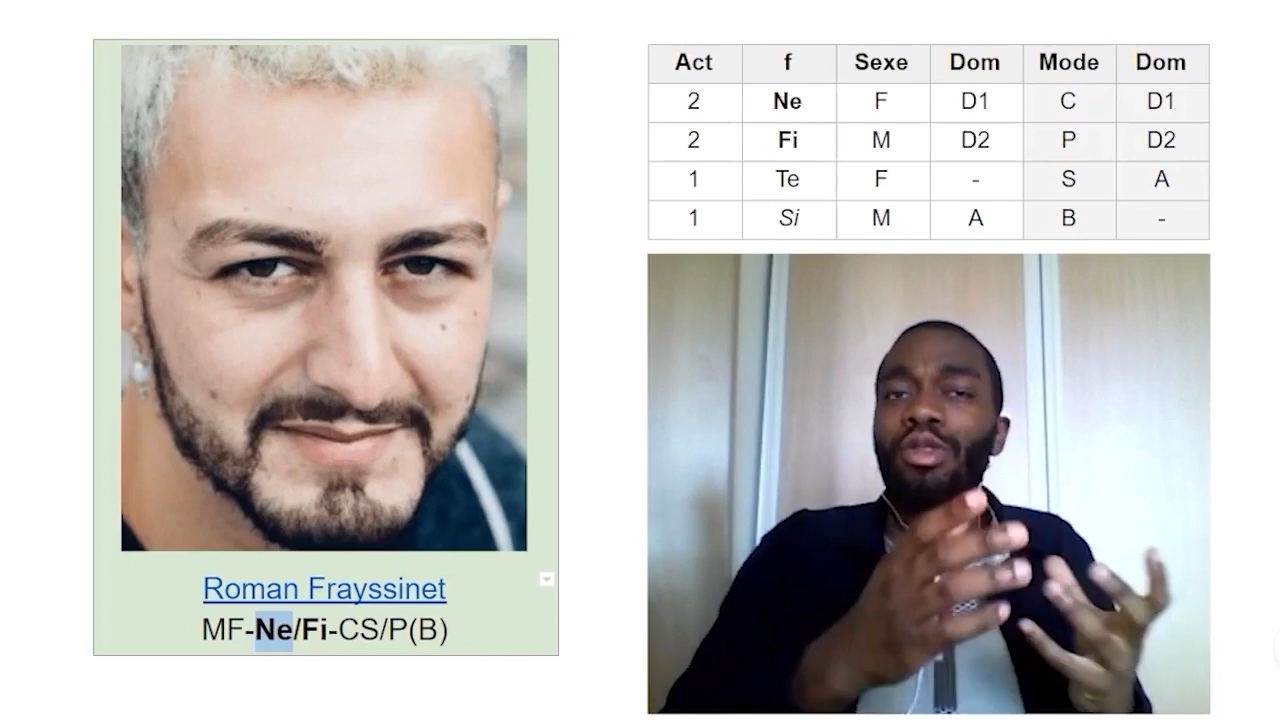 Act f Sexe Dom Mode Dom
2 Ne F D1 C D1
2 Fi M D2 P D2
1 Te F - S A
1 Si M A B -
Roman Frayssinet
MF-Ne/Fi-CS/P(B)